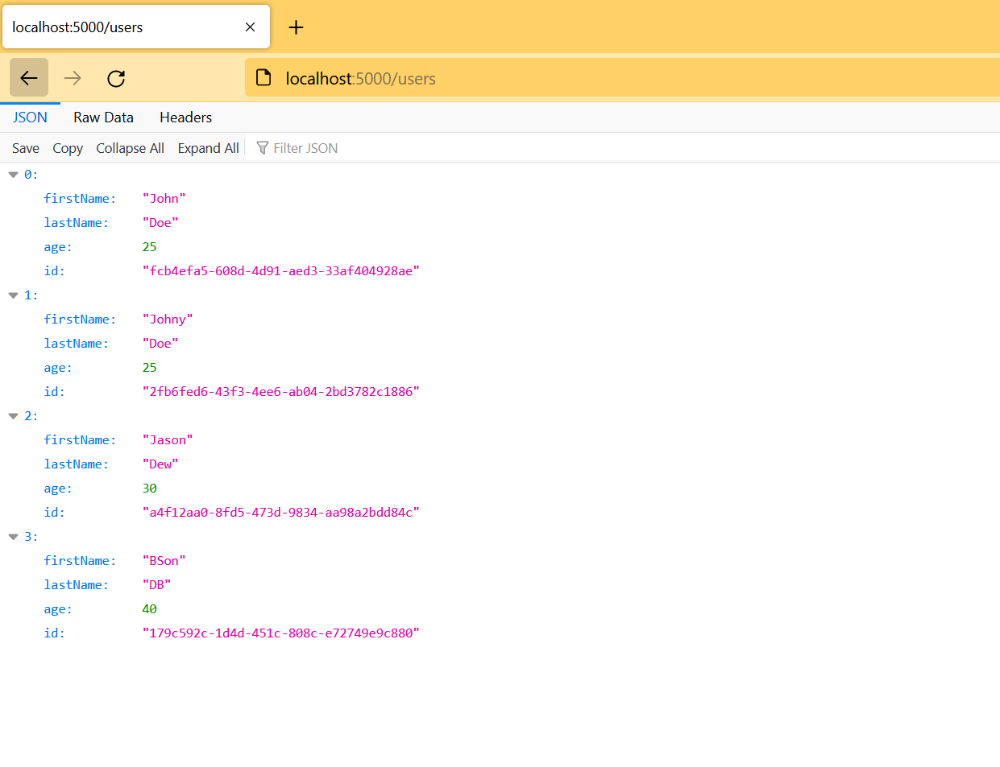 localhost:5000/users
localhost:5000/users
JSON Raw Data Headers
Save Copy Collapse All Expand All Filter JSON
0:
firstName: "John"
lastName: "Doe"
age: 25
id: "fcb4efa5-608d-4d91-aed3-33af404928ae"
1:
firstName: "Johny"
lastName: "Doe"
age: 25
id: "2fb6fed6-43f3-4ee6-ab04-2bd3782c1886"
2:
firstName: "Jason"
lastName: "Dew"
age: 30
id: "a4f12aa0-8fd5-473d-9834-aa98a2bdd84c"
3:
firstName: "BSon"
lastName: "DB"
age: 40
id: "179c592c-1d4d-451c-808c-e72749e9c880"